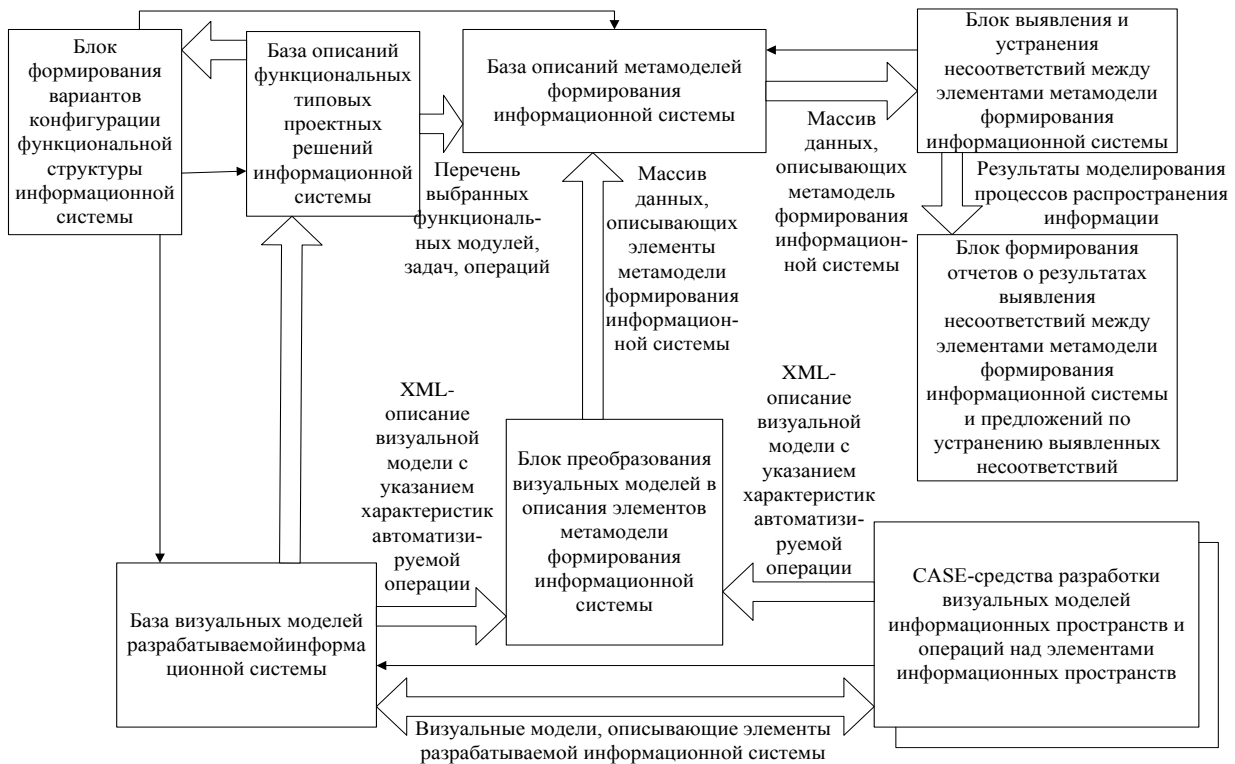 Блок
формирования
вариантов
конфигурации
функциональной
структуры
информационной
системы
База описаний
функциональных
типовых
проектных
решений
информационной
системы
База описаний метамоделей
формирования
информационной системы
Блок выявления и
устранения
несоответствий между
элементами метамодели
формирования
информационной системы
Перечень
выбранных
функциональ-
ных модулей,
задач, операций
Массив
данных,
описывающих
элементы
метамодели
формирования
информацион-
ной системы
Массив
данных,
описывающих
метамодель
формирования
информацион-
ной системы
Результаты моделирования
процессов распространения
информации
Блок формирования
отчетов о результатах
выявления
несоответствий между
элементами метамодели
формирования
информационной системы
и предложений по
устранению выявленных
несоответствий
XML-
описание
визуальной
модели с
указанием
характеристик
автоматизи-
руемой
операции
Блок преобразования
визуальных моделей в
описания элементов
метамодели
формирования
информационной
системы
XML-
описание
визуальной
модели с
указанием
характеристик
автоматизи-
руемой
операции
База визуальных моделей
разрабатываемойинформа
ционной системы
CASE-средства разработки
визуальных моделей
информационных пространств и
операций над элементами
информационных пространств
Визуальные модели, описывающие элементы
разрабатываемой информационной системы